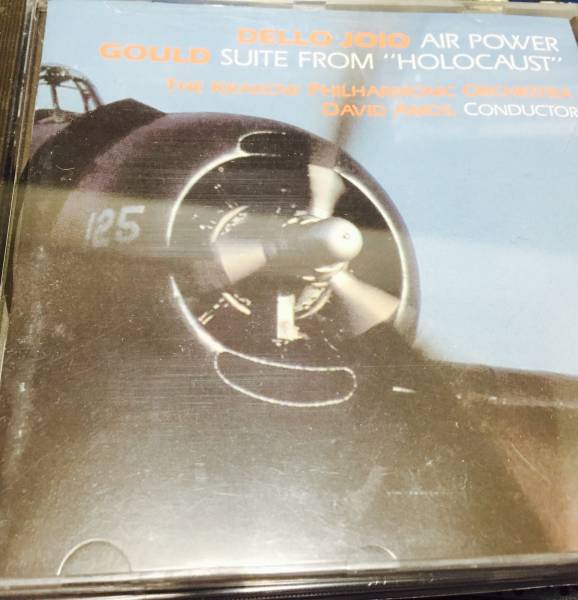 DELLO JOIO AIR POWER
GOULD SUITE FROM "HOLOCAUST"
THE KRAKOW PHILHARMONIC ORCHESTRA
DAVID AMOS, CONDUCTOR
125